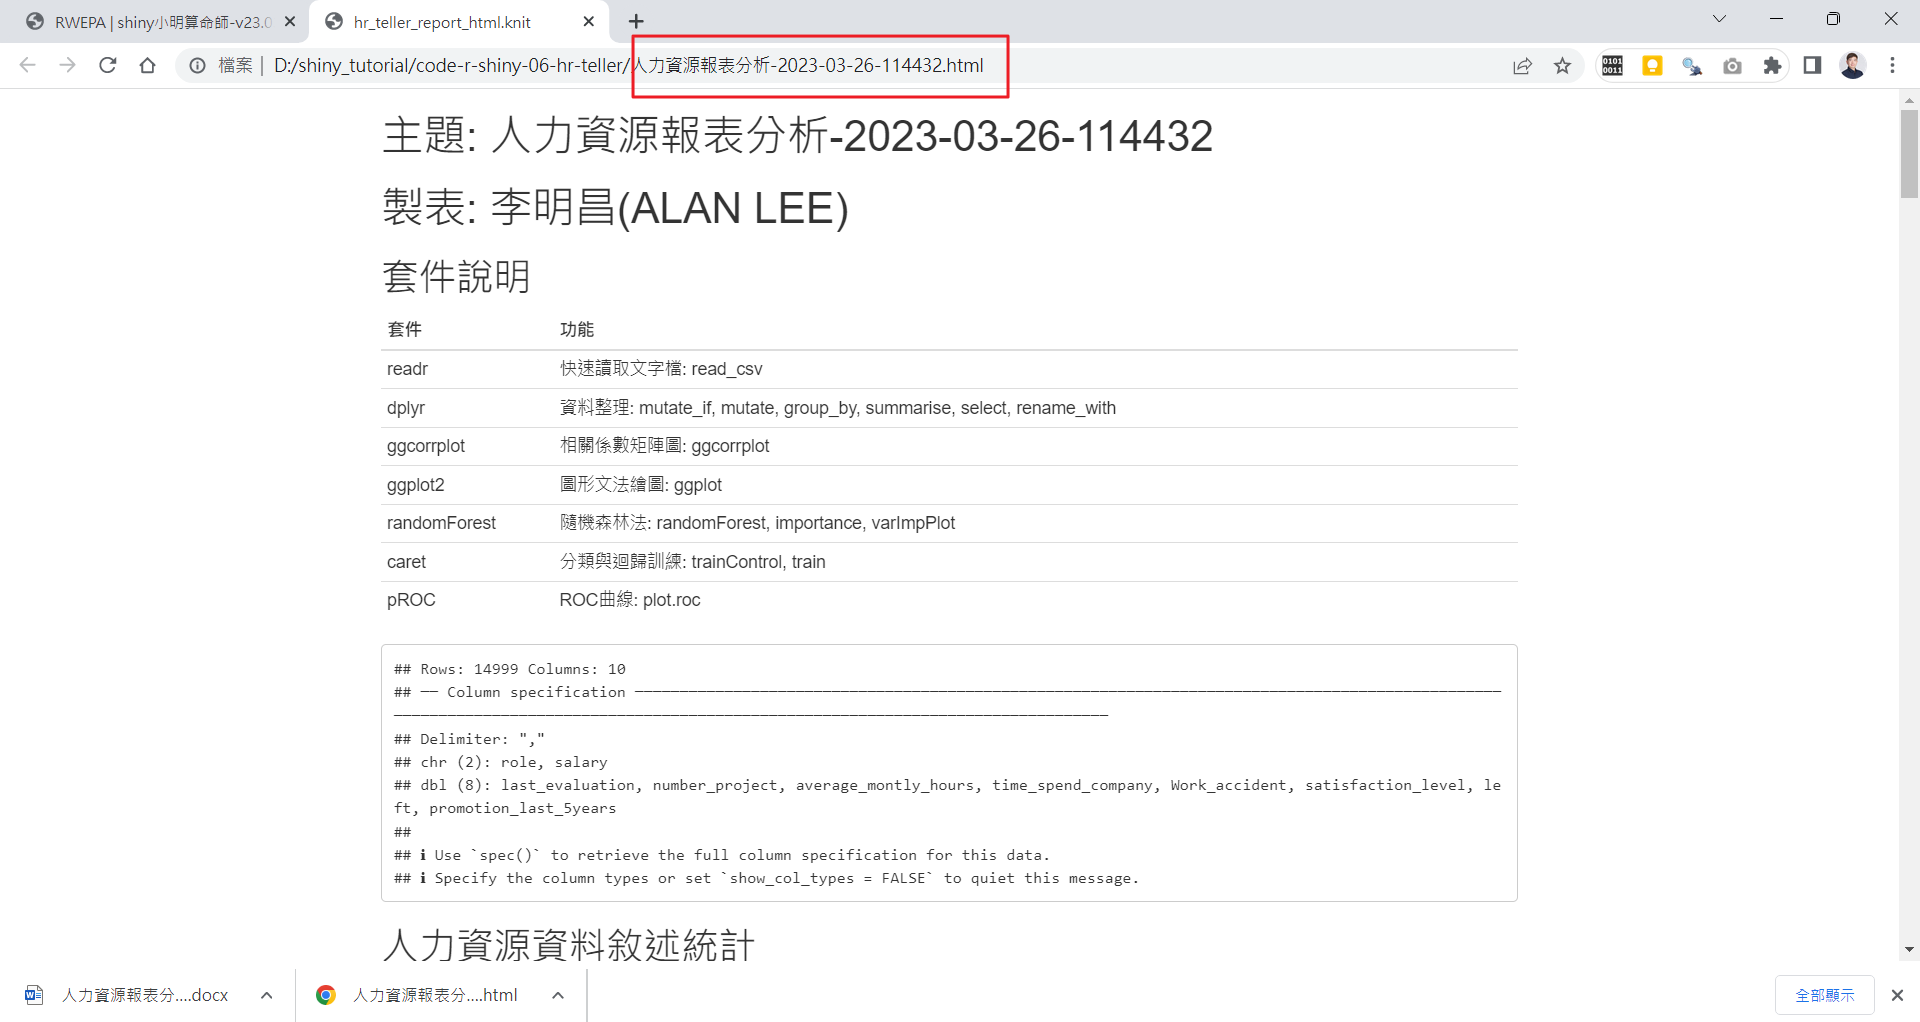 RWEPA | shiny小明算命師-v23.0
hr_teller_report_html.knit
檔案 | D:/shiny_tutorial/code-r-shiny-06-hr-teller/人力資源報表分析-2023-03-26-114432.html
0101
0011
主題: 人力資源報表分析-2023-03-26-114432
製表: 李明昌(ALAN LEE)
套件說明
套件 功能
readr 快速讀取文字檔: read_csv
dplyr 資料整理: mutate_if, mutate, group_by, summarise, select, rename_with
ggcorrplot 相關係數矩陣圖: ggcorrplot
ggplot2 圖形文法繪圖: ggplot
randomForest 隨機森林法: randomForest, importance, varImpPlot
caret 分類與迴歸訓練: trainControl, train
pROC ROC曲線: plot.roc
## Rows: 14999 Columns: 10
## ── Column specification ────────────────────────
## Delimiter: ","
## chr (2): role, salary
## dbl (8): last_evaluation, number_project, average_montly_hours, time_spend_company, Work_accident, satisfaction_level, le
ft, promotion_last_5years
##
## ℹ Use `spec()` to retrieve the full column specification for this data.
## ℹ Specify the column types or set `show_col_types = FALSE` to quiet this message.
人力資源資料敘述統計
人力資源報表分....docx
人力資源報表分....html
全部顯示